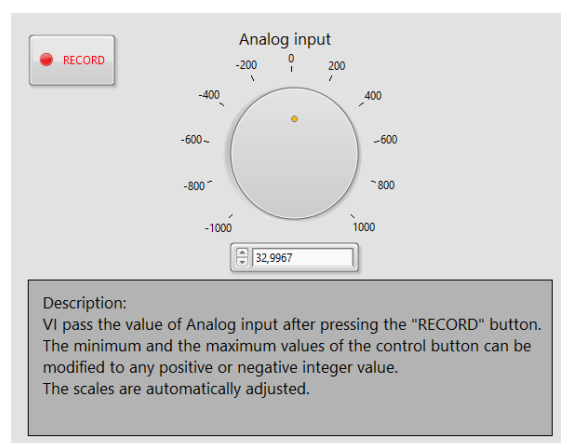 RECORD
Analog input
-200 0 200
-400 400
-600 600
-800 800
-1000 1000
32,9967
Description:
VI pass the value of Analog input after pressing the "RECORD" button.
The minimum and the maximum values of the control button can be
modified to any positive or negative integer value.
The scales are automatically adjusted.